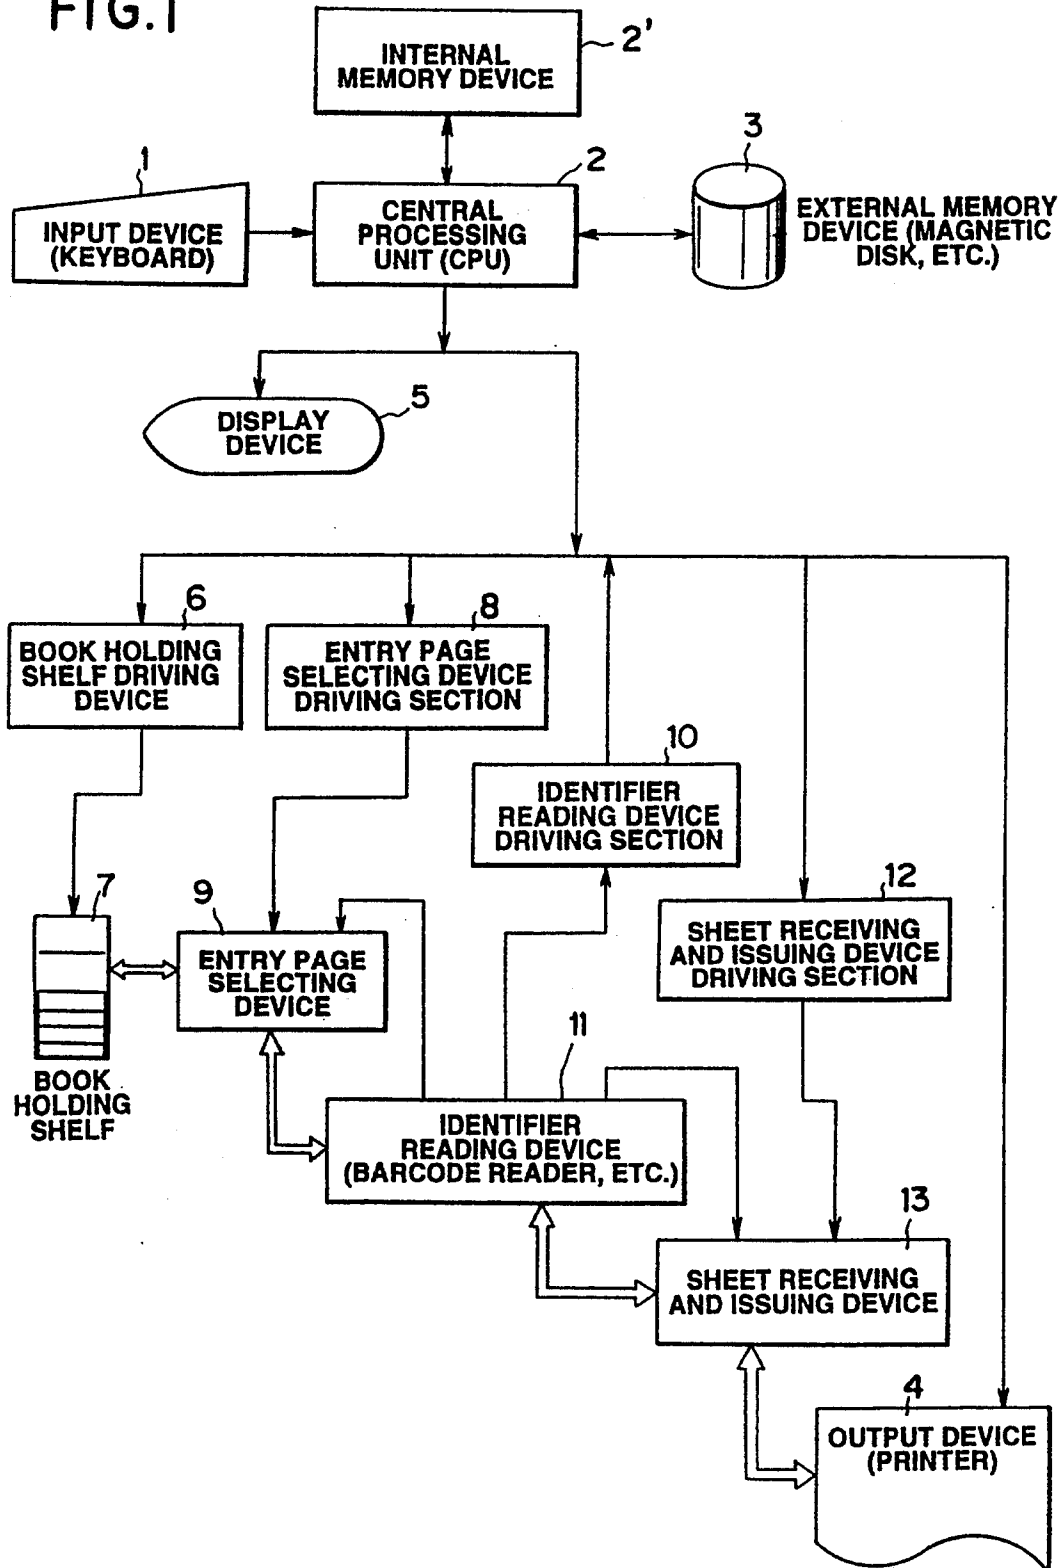 FIG.1
INTERNAL
MEMORY DEVICE
2'
1
INPUT DEVICE
(KEYBOARD)
2
CENTRAL
PROCESSING
UNIT (CPU)
3
EXTERNAL MEMORY
DEVICE (MAGNETIC
DISK, ETC.)
5
DISPLAY
DEVICE
6
BOOK HOLDING
SHELF DRIVING
DEVICE
8
ENTRY PAGE
SELECTING DEVICE
DRIVING SECTION
10
IDENTIFIER
READING DEVICE
DRIVING SECTION
7
BOOK
HOLDING
SHELF
9
ENTRY PAGE
SELECTING
DEVICE
12
SHEET RECEIVING
AND ISSUING DEVICE
DRIVING SECTION
11
IDENTIFIER
READING DEVICE
(BARCODE READER, ETC.)
13
SHEET RECEIVING
AND ISSUING DEVICE
4
OUTPUT DEVICE
(PRINTER)